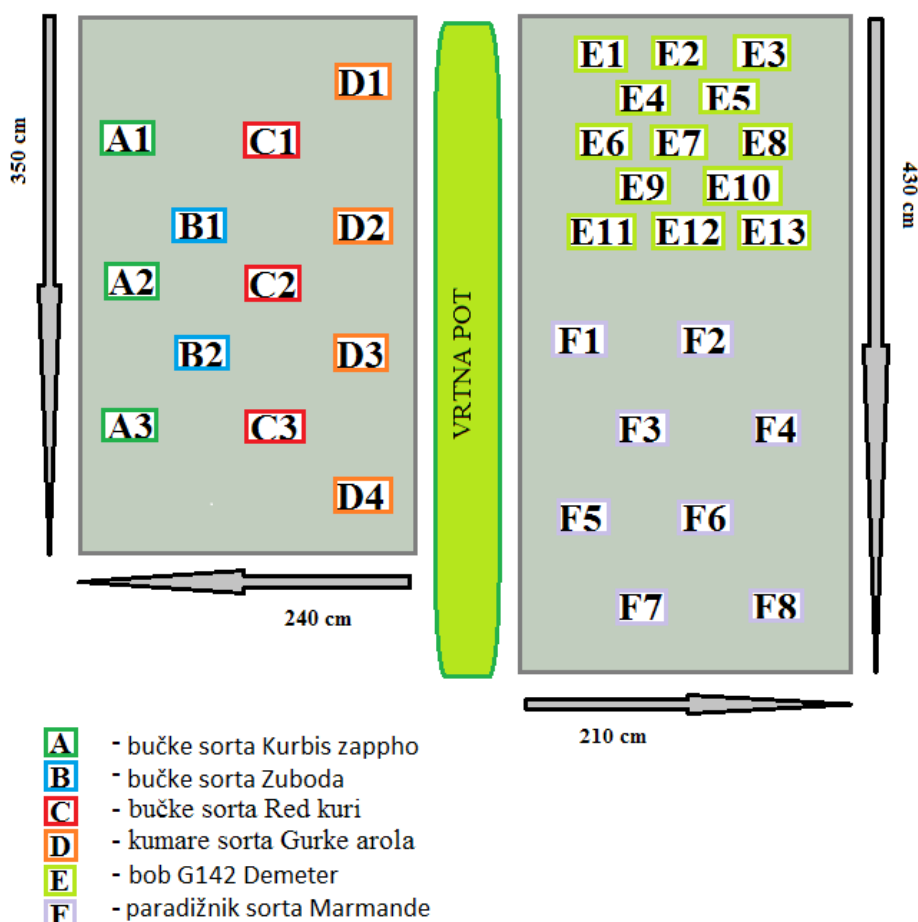 D1
A1 C1
B1 D2
A2 C2
B2 D3
A3 C3
D4
350 cm
240 cm
VRTNA POT
E1 E2 E3
E4 E5
E6 E7 E8
E9 E10
E11 E12 E13
F1 F2
F3 F4
F5 F6
F7 F8
430 cm
210 cm
A - bučke sorta Kurbis zappho
B - bučke sorta Zuboda
C - bučke sorta Red kuri
D - kumare sorta Gurke arola
E - bob G142 Demeter
F - paradižnik sorta Marmande